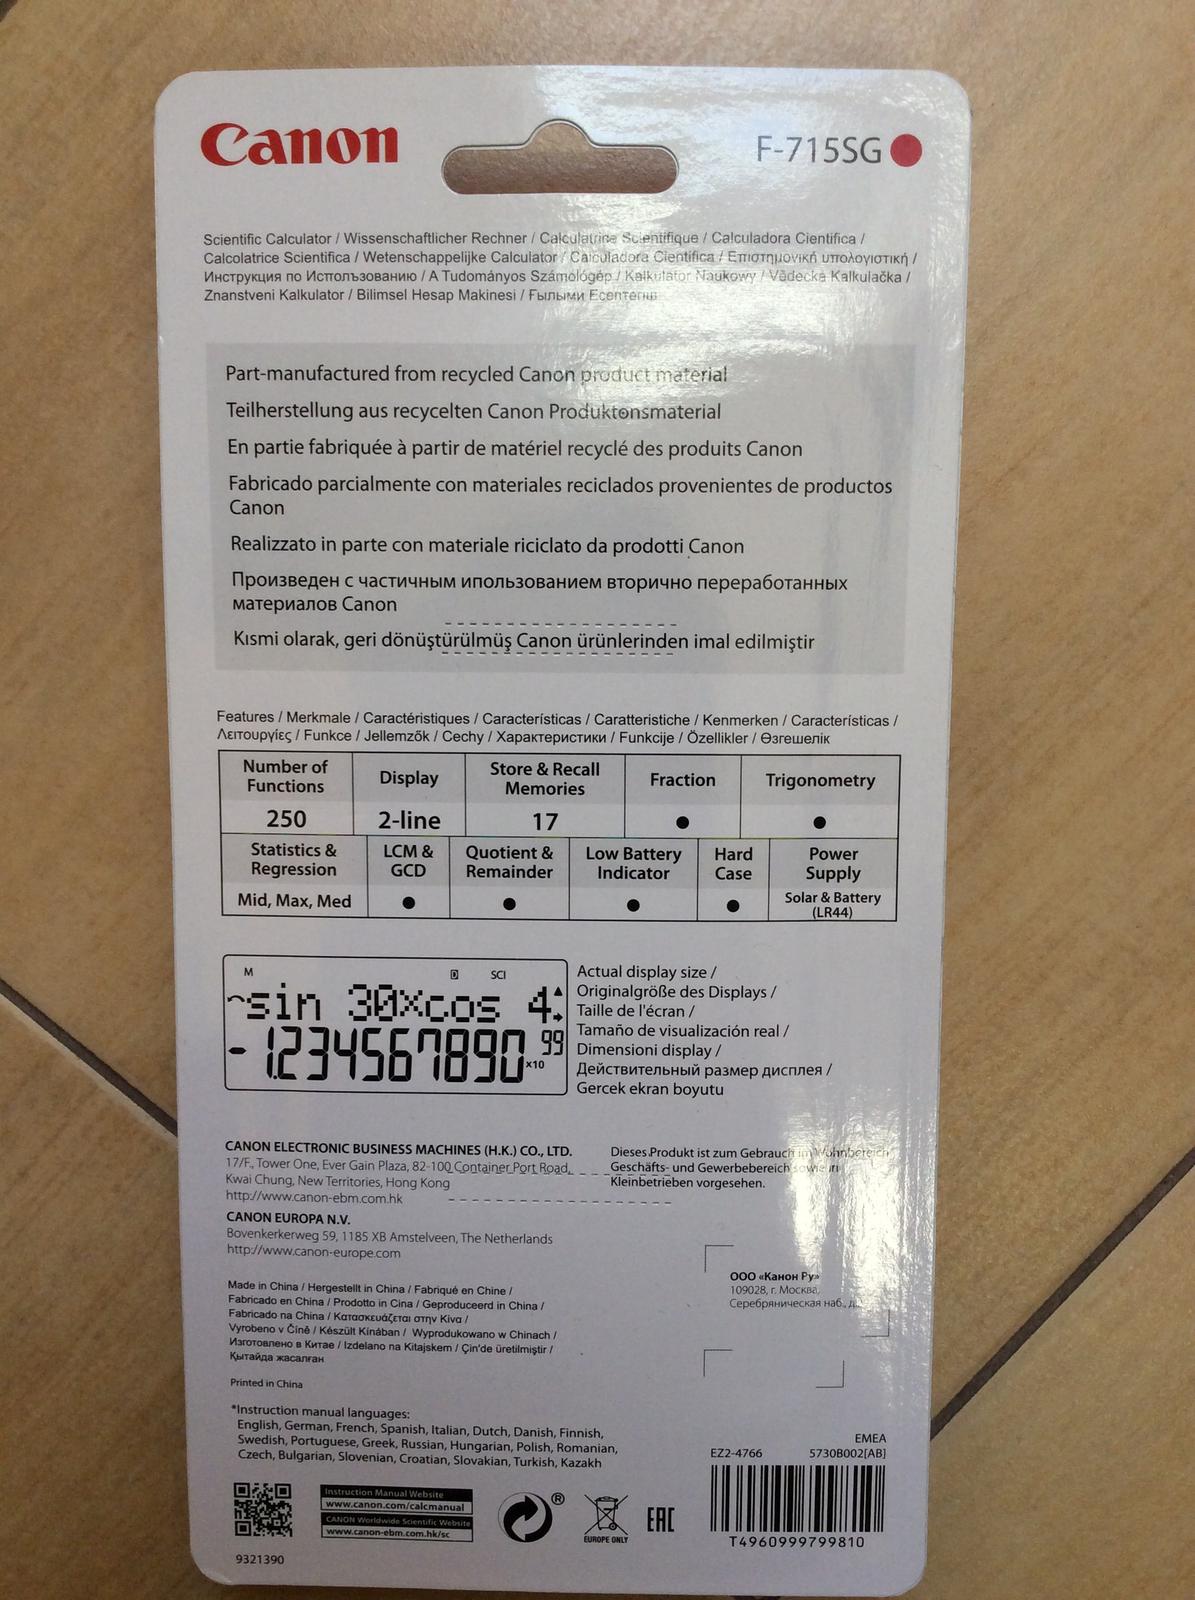 Canon
F-715SG
Scientific Calculator / Wissenschaftlicher Rechner / Calculatrice Scientifique / Calculadora Científica /
Calcolatrice Scientifica / Wetenschappelijke Calculator / Calculadora Científica / Επιστημονική υπολογιστική /
Инструкция по Использованию / A Tudományos Számológép / Kalkulator Naukowy / Vědecká Kalkulačka /
Znanstveni Kalkulator / Bilimsel Hesap Makinesi / Ғылыми Есептегіш
Part-manufactured from recycled Canon product material
Teilherstellung aus recycelten Canon Produktonsmaterial
En partie fabriquée à partir de matériel recyclé des produits Canon
Fabricado parcialmente con materiales reciclados provenientes de productos
Canon
Realizzato in parte con materiale riciclato da prodotti Canon
Произведен с частичным ипользованием вторично переработанных
материалов Canon
Kısmi olarak, geri dönüştürülmüş Canon ürünlerinden imal edilmiştir
Features / Merkmale / Caractéristiques / Características / Caratteristiche / Kenmerken / Características /
Λειτουργίες / Funkce / Jellemzők / Cechy / Характеристики / Funkcije / Özellikler / Өзгешелік
Number of Functions
Display
Store & Recall Memories
Fraction
Trigonometry
250
2-line
17
Statistics & Regression
LCM & GCD
Quotient & Remainder
Low Battery Indicator
Hard Case
Power Supply
Mid, Max, Med
Solar & Battery
(LR44)
M D SCI
sin 30×cos 4
-1.234567890 ×10 99
Actual display size /
Originalgröße des Displays /
Taille de l'écran /
Tamaño de visualización real /
Dimensioni display /
Действительный размер дисплея /
Gercek ekran boyutu
CANON ELECTRONIC BUSINESS MACHINES (H.K.) CO., LTD.
17/F., Tower One, Ever Gain Plaza, 82-100 Container Port Road,
Kwai Chung, New Territories, Hong Kong
http://www.canon-ebm.com.hk
Dieses Produkt ist zum Gebrauch im Wohnbereich,
Geschäfts- und Gewerbebereich sowie in
Kleinbetrieben vorgesehen.
CANON EUROPA N.V.
Bovenkerkerweg 59, 1185 XB Amstelveen, The Netherlands
http://www.canon-europe.com
ООО «Канон Ру»
109028, г. Москва,
Серебряническая наб.,
Made in China / Hergestellt in China / Fabriqué en Chine /
Fabricado en China / Prodotto in Cina / Geproduceerd in China /
Fabricado na China / Κατασκευάζεται στην Κίνα /
Vyrobeno v Číně / Készült Kínában / Wyprodukowano w Chinach /
Изготовлено в Китае / Izdelano na Kitajskem / Çin'de üretilmiştir /
Қытайда жасалған
Printed in China
*Instruction manual languages:
English, German, French, Spanish, Italian, Dutch, Danish, Finnish,
Swedish, Portuguese, Greek, Russian, Hungarian, Polish, Romanian,
Czech, Bulgarian, Slovenian, Croatian, Slovakian, Turkish, Kazakh
EMEA
EZ2-4766 5730B002[AB]
Instruction Manual Website
www.canon.com/calcmanual
CANON Worldwide Scientific Website
www.canon-ebm.com.hk/sc
®
EUROPE ONLY
EAC
T4960999799810
9321390